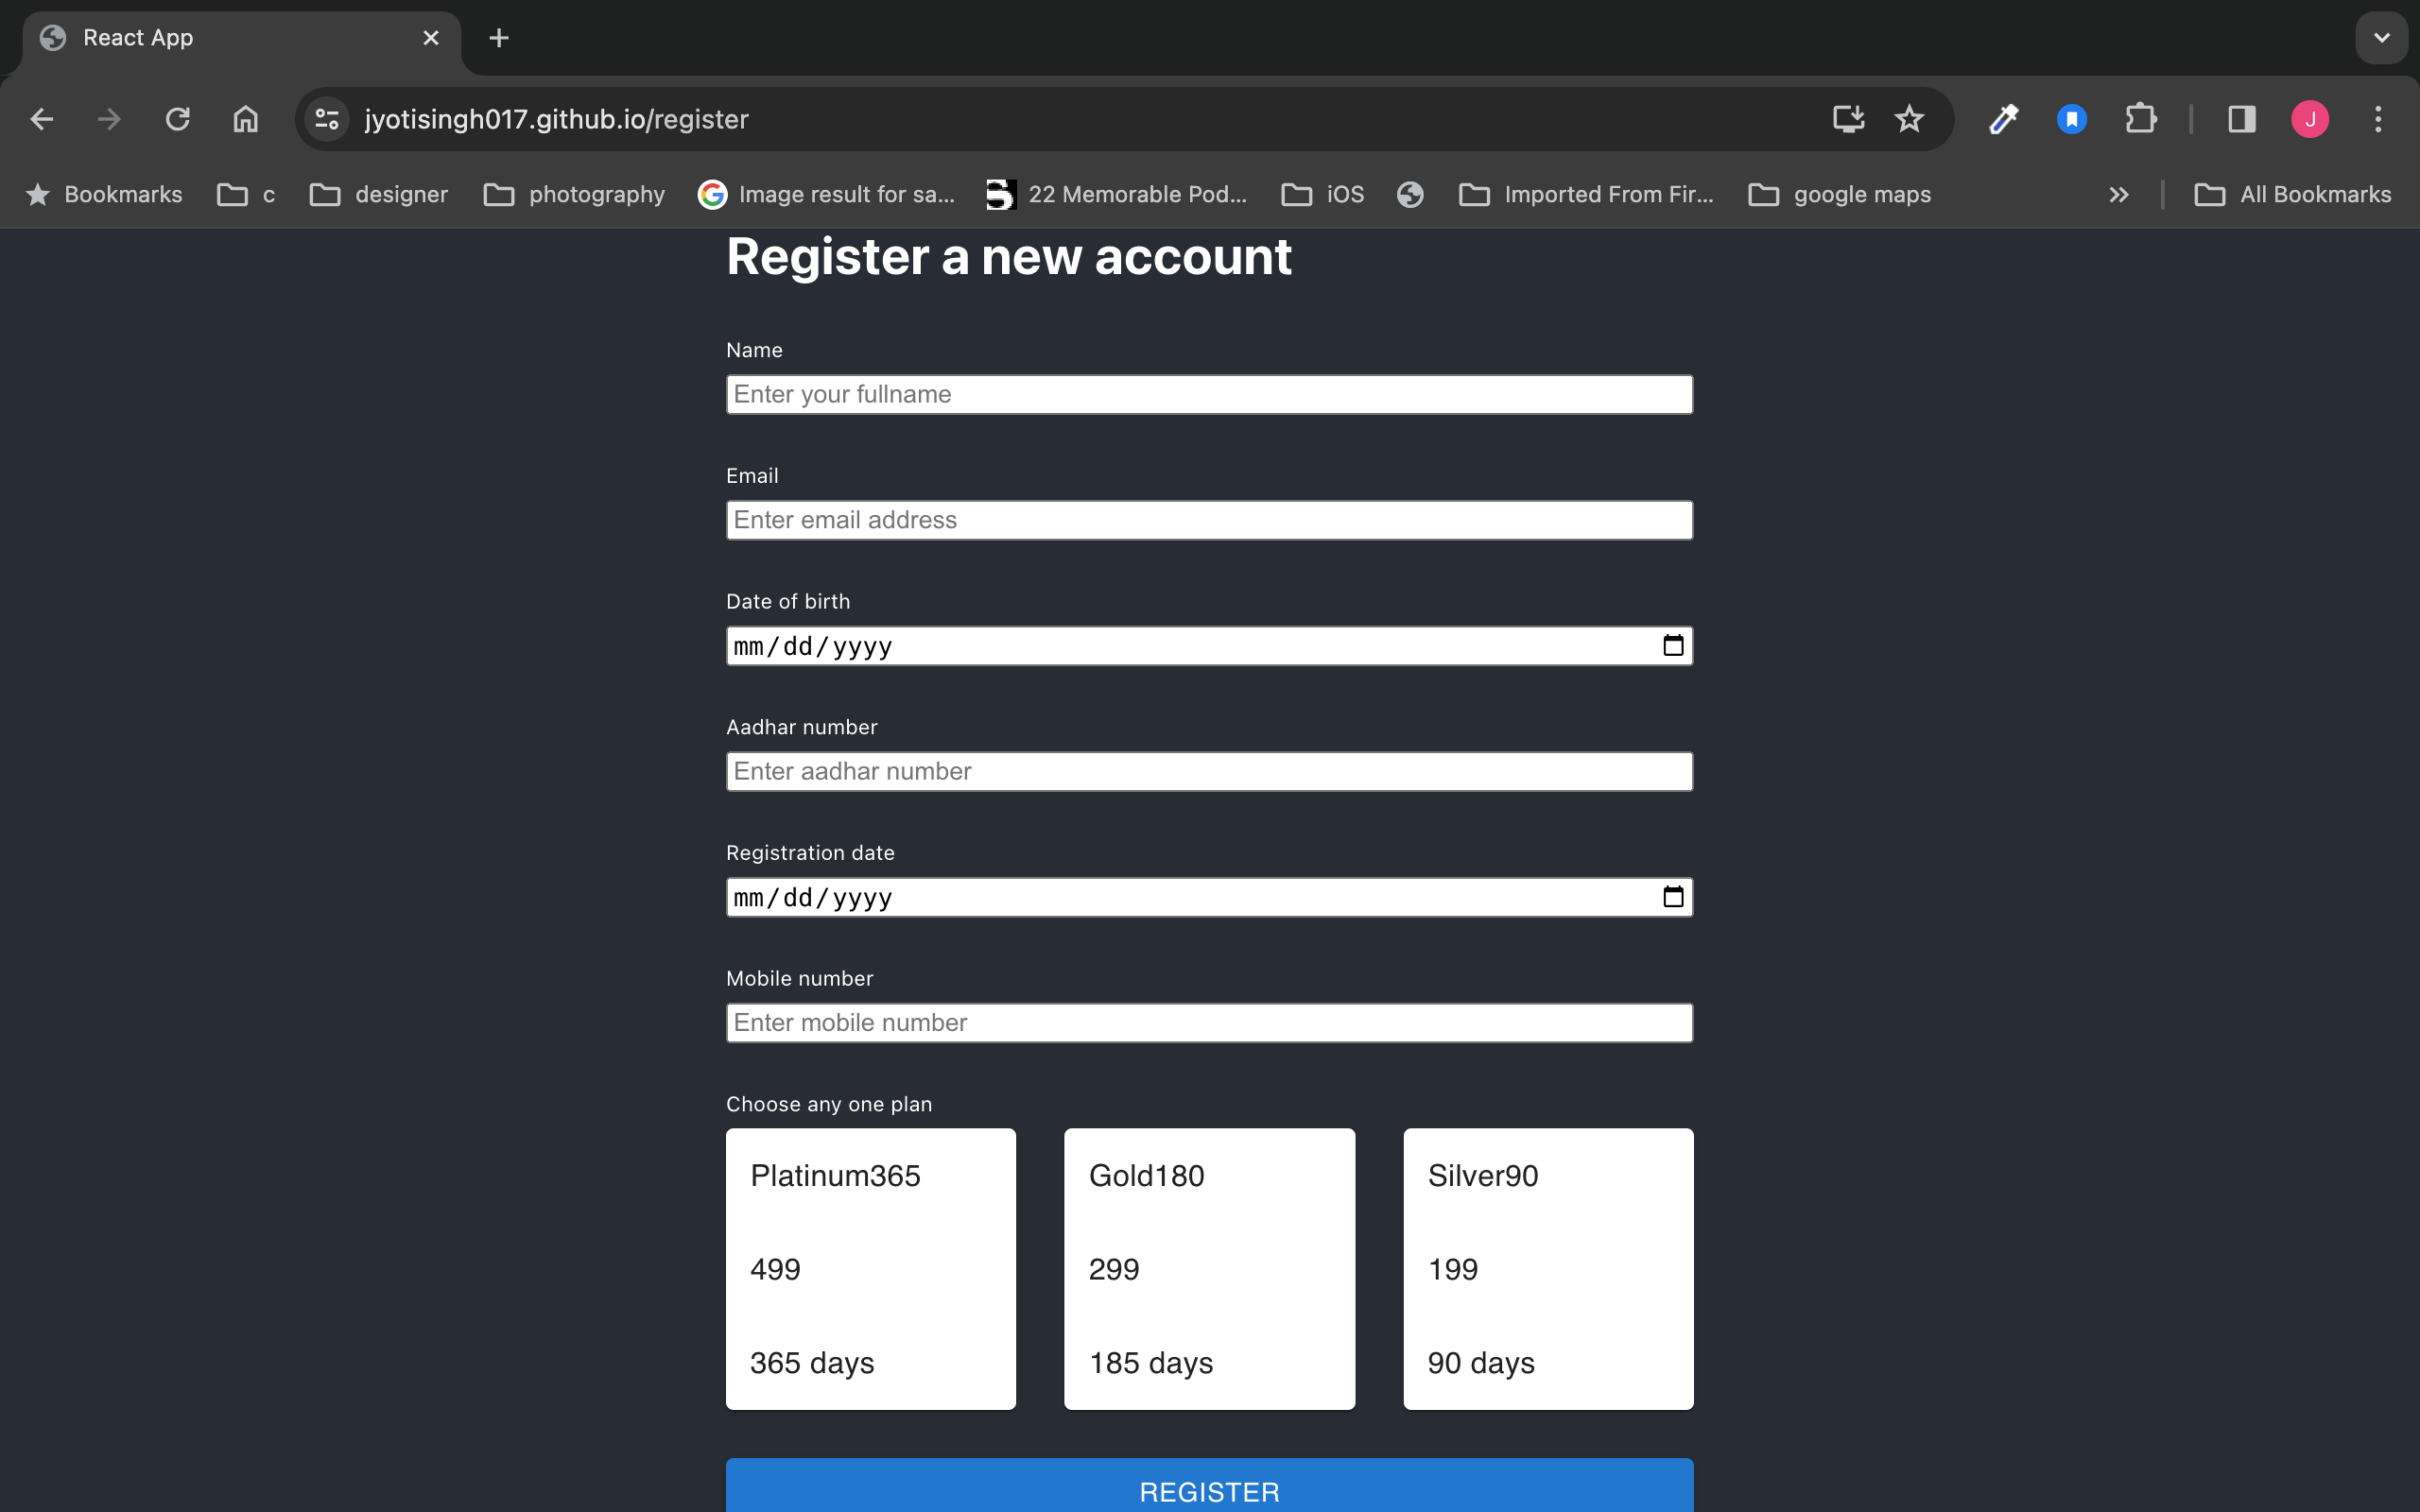 React App
jyotisingh017.github.io/register
J
Bookmarks c designer photography Image result for sa... 22 Memorable Pod... iOS Imported From Fir... google maps All Bookmarks
Register a new account
Name
Enter your fullname
Email
Enter email address
Date of birth
mm/dd/yyyy
Aadhar number
Enter aadhar number
Registration date
mm/dd/yyyy
Mobile number
Enter mobile number
Choose any one plan
Platinum365 Gold180 Silver90
499 299 199
365 days 185 days 90 days
REGISTER